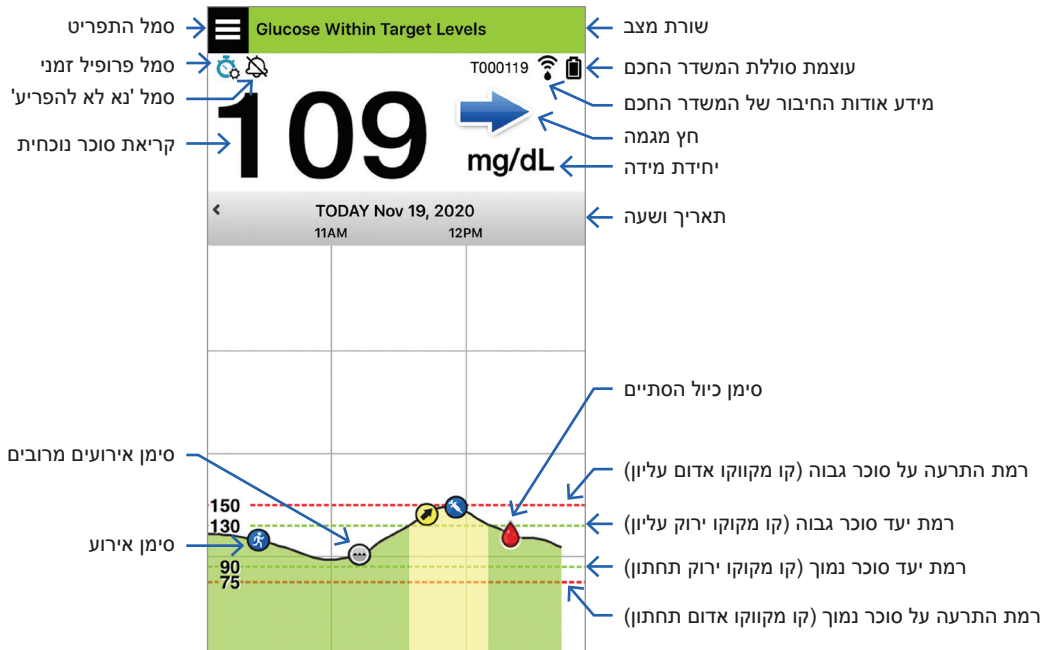 סמל התפריט
Glucose Within Target Levels
שורת מצב
סמל פרופיל זמני
T000119
עוצמת סוללת המשדר החכם
סמל 'נא לא להפריע'
מידע אודות החיבור של המשדר החכם
109
חץ מגמה
קריאת סוכר נוכחית
mg/dL
יחידת מידה
TODAY Nov 19, 2020
תאריך ושעה
11AM
12PM
סימן כיול הסתיים
סימן אירועים מרובים
רמת התרעה על סוכר גבוה (קו מקווקו אדום עליון)
150
130
רמת יעד סוכר גבוה (קו מקוקו ירוק עליון)
סימן אירוע
90
רמת יעד סוכר נמוך (קו מקוקו ירוק תחתון)
75
רמת התרעה על סוכר נמוך (קו מקווקו אדום תחתון)